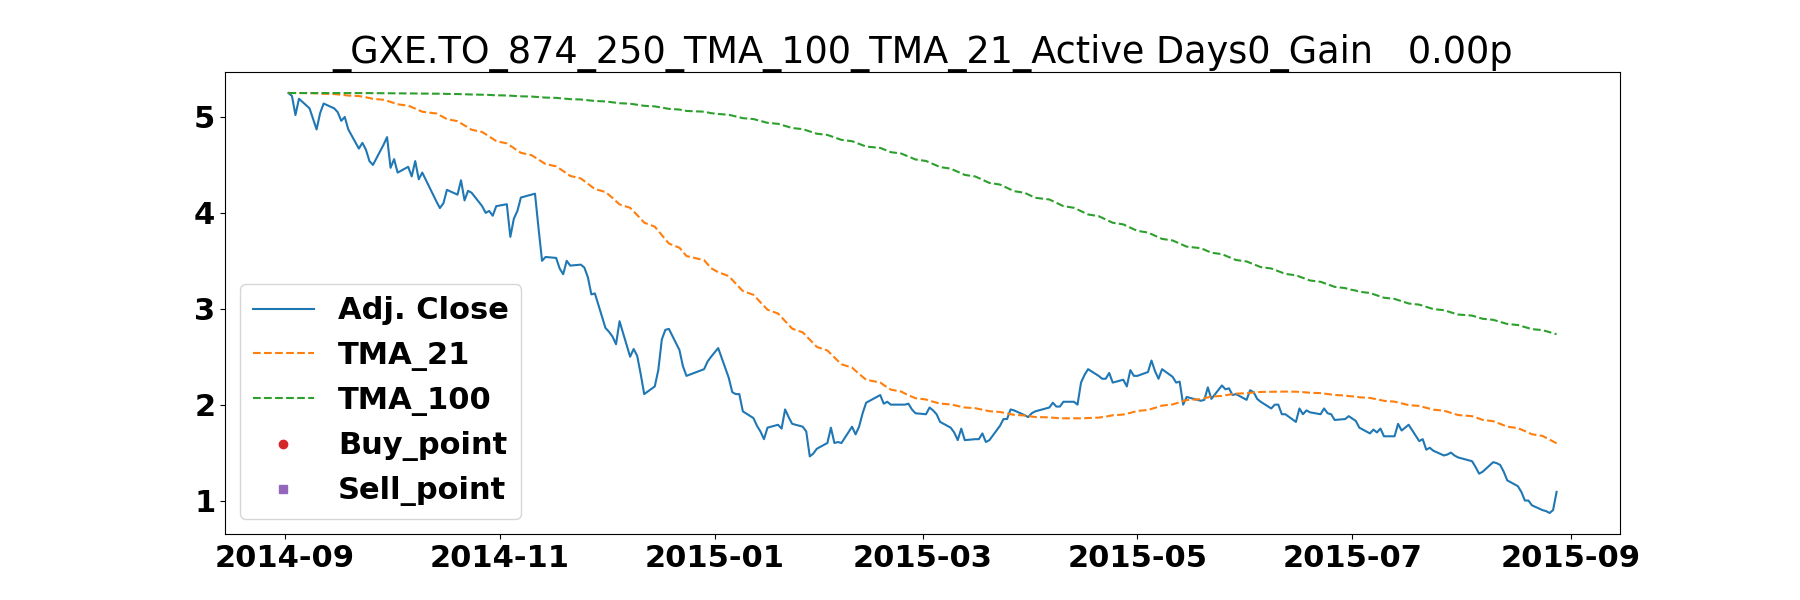 _GXE.TO_874_250_TMA_100_TMA_21_Active Days0_Gain   0.00p
5
4
3
2
1
Adj. Close
TMA_21
TMA_100
Buy_point
Sell_point
2014-09 2014-11 2015-01 2015-03 2015-05 2015-07 2015-09